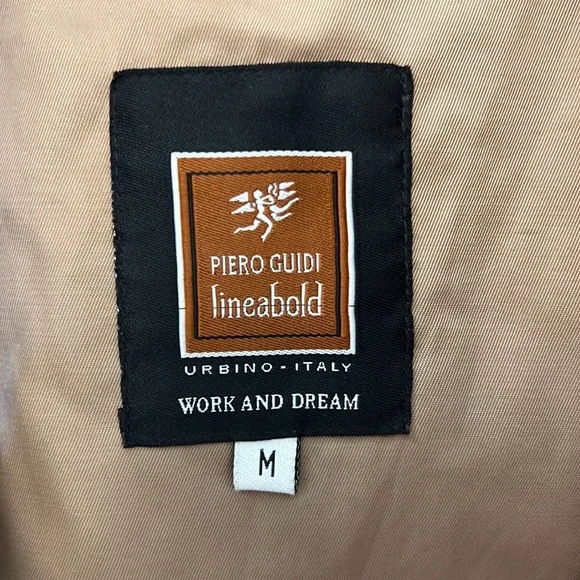 PIERO GUIDI
lineabold
URBINO - ITALY
WORK AND DREAM
M